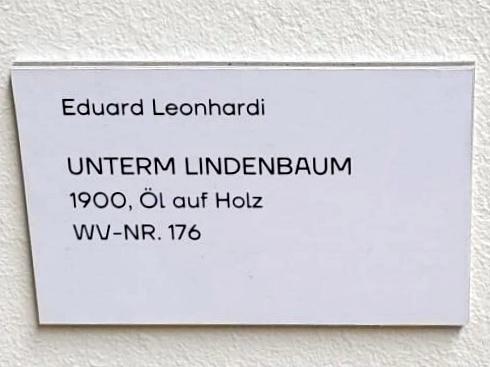 Eduard Leonhardi
UNTERM LINDENBAUM
1900, Öl auf Holz
WV-NR. 176